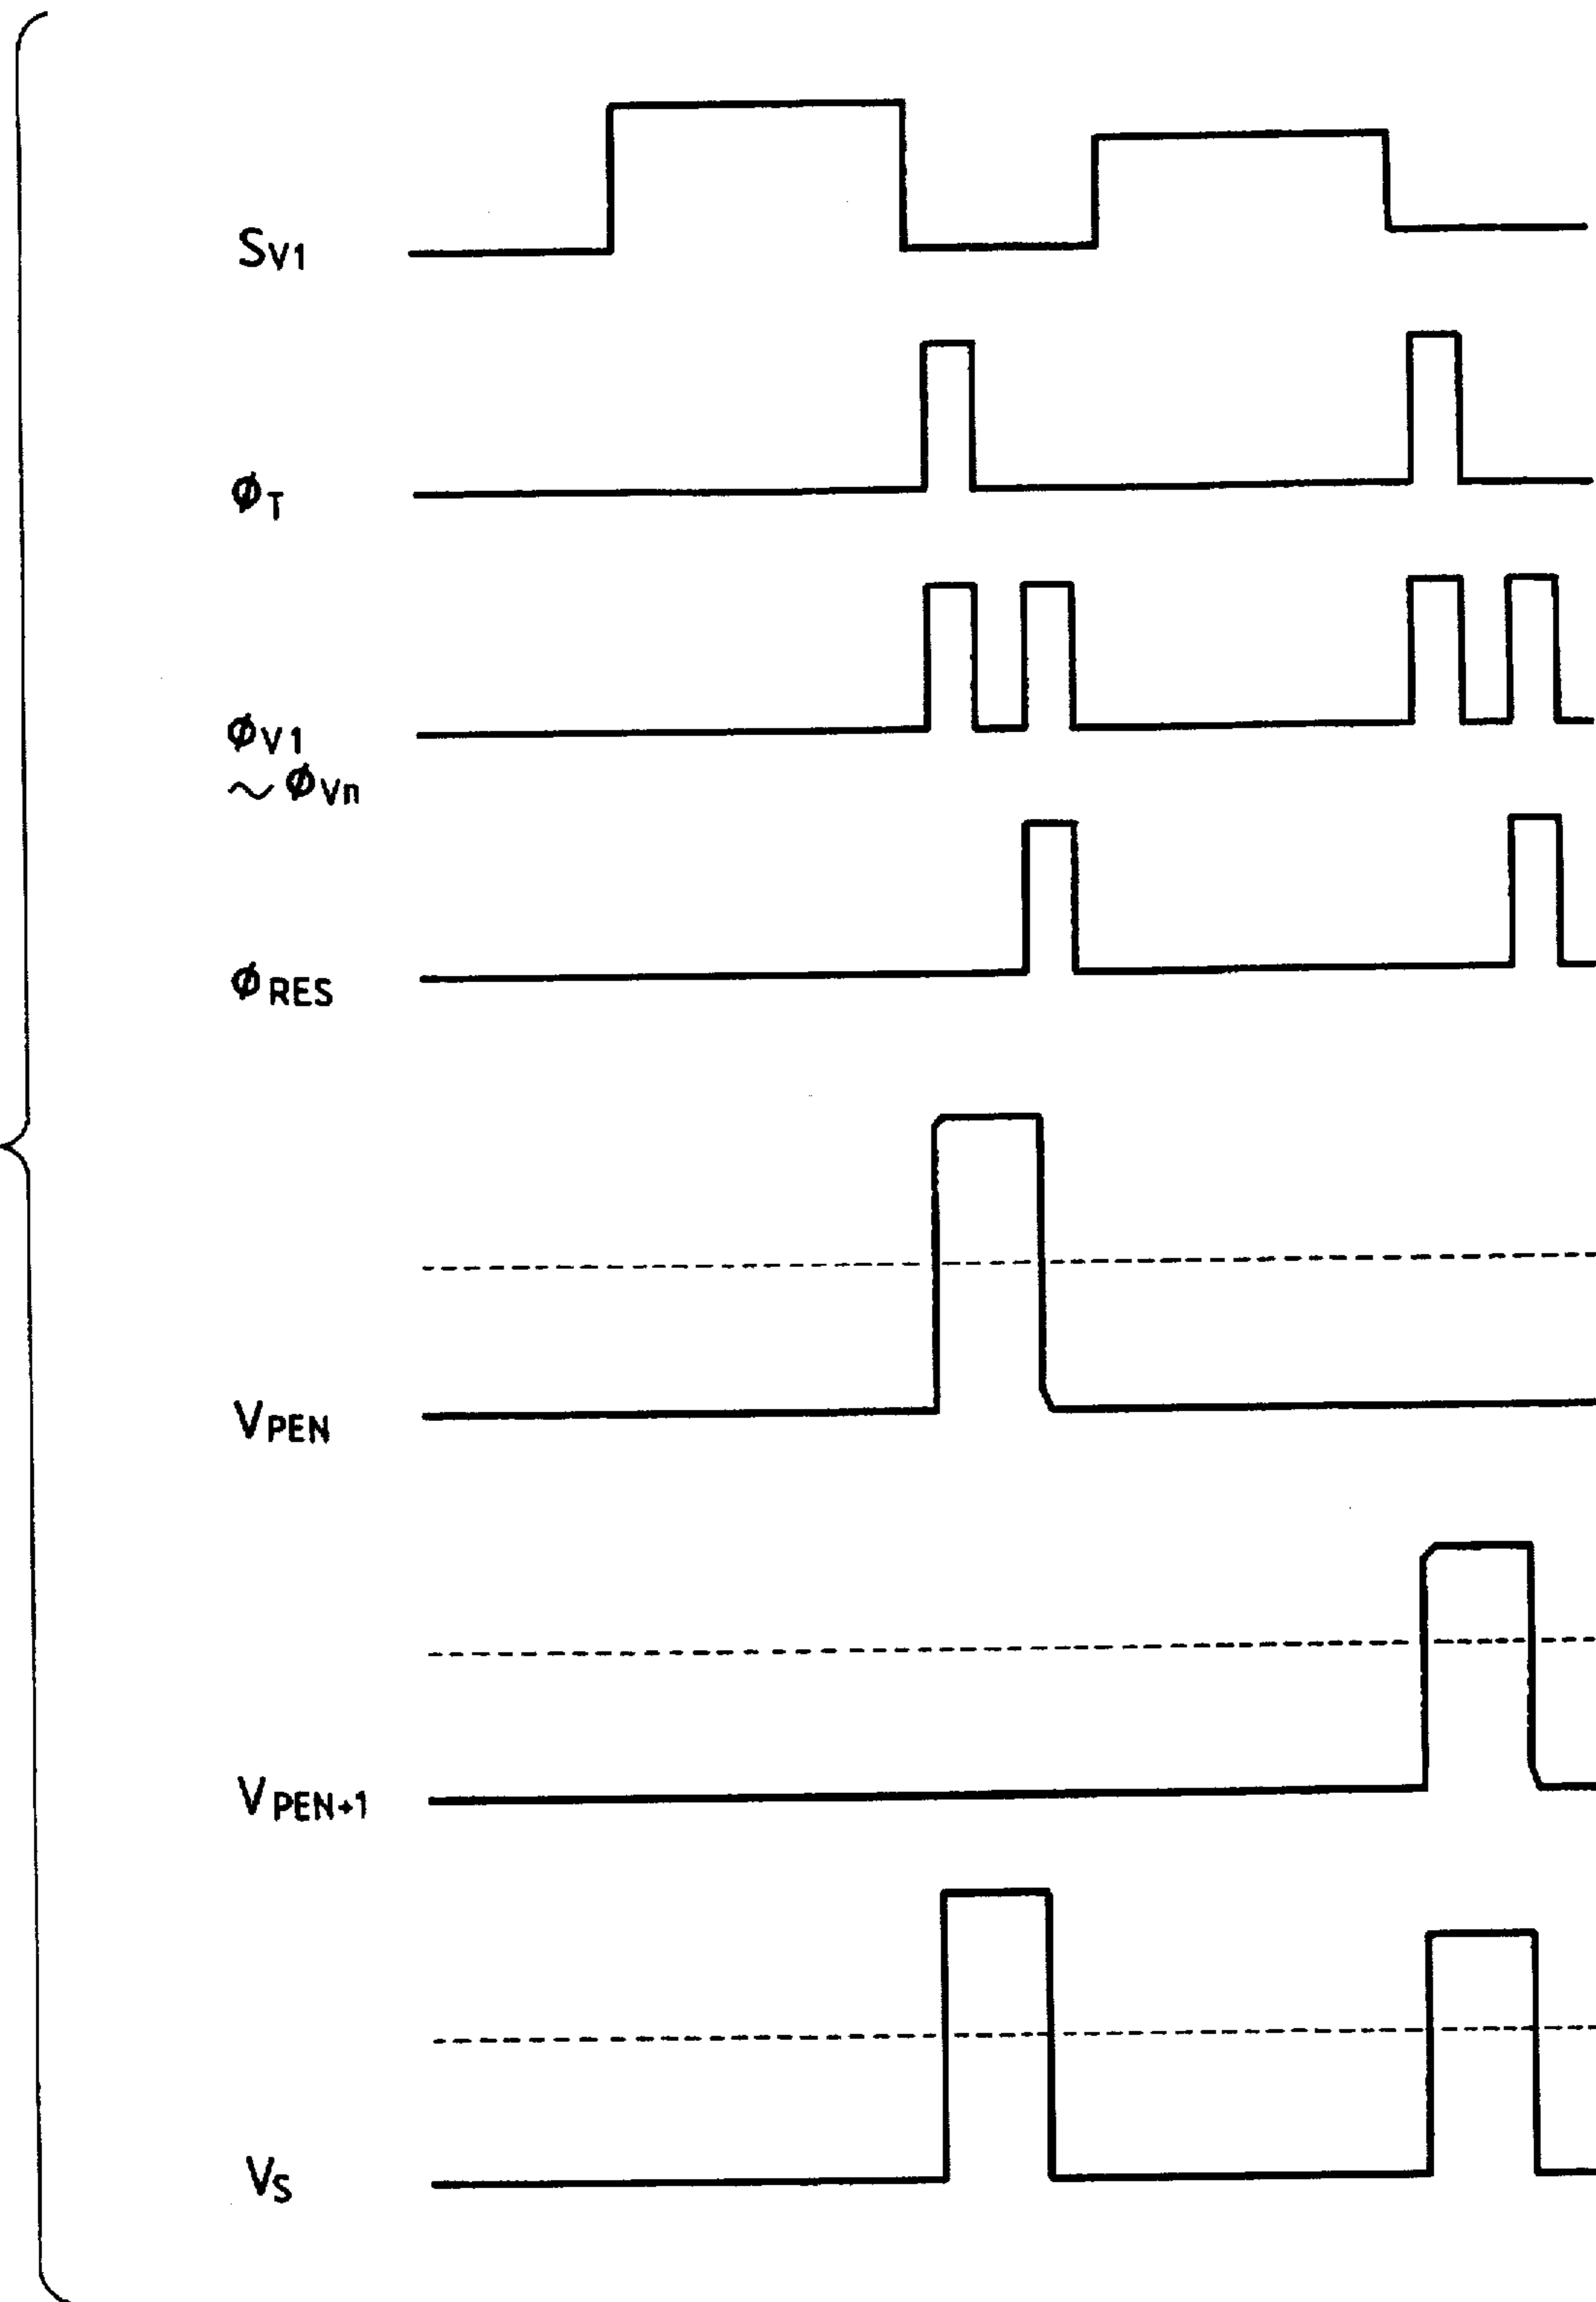 SV1
ϕT
ϕV1
~ ϕVn
ϕRES
VPEN
VPEN+1
VS